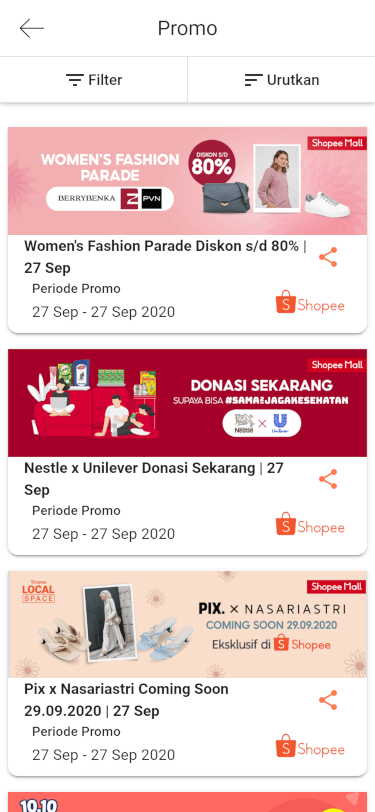 Promo
Filter
Urutkan
Shopee Mall
WOMEN'S FASHION
PARADE
DISKON S/D
80%
BERRYBENKA
Z
PVN
Women's Fashion Parade Diskon s/d 80% |
27 Sep
Periode Promo
27 Sep - 27 Sep 2020
S Shopee
Shopee Mall
DONASI SEKARANG
SUPAYA BISA #SAMASAMAJAGAKESEHATAN
Nestlé
×
Unilever
Nestle x Unilever Donasi Sekarang | 27
Sep
Periode Promo
27 Sep - 27 Sep 2020
S Shopee
Shopee
LOCAL
SPACE
Shopee Mall
PIX. × NASARIASTRI
COMING SOON 29.09.2020
Eksklusif di S Shopee
Pix x Nasariastri Coming Soon
29.09.2020 | 27 Sep
Periode Promo
27 Sep - 27 Sep 2020
S Shopee
10.10